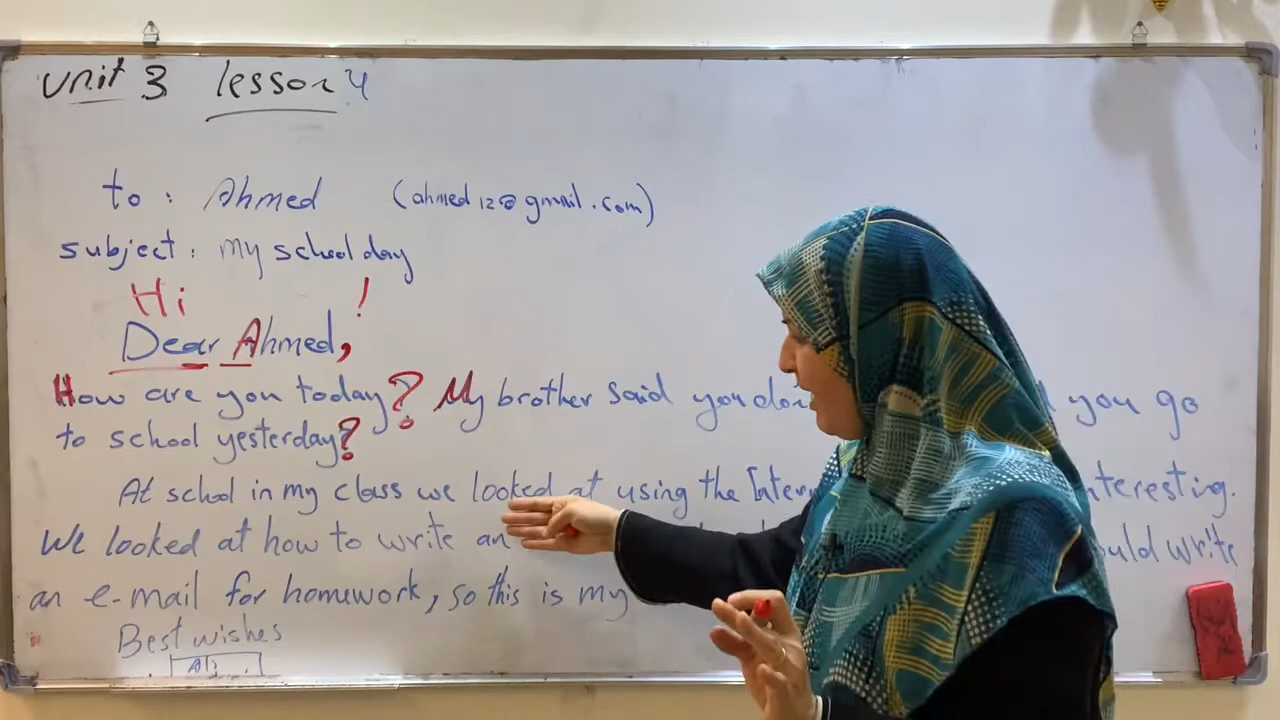 Unit 3 lesson 4
to : Ahmed (ahmed12@gmail.com)
subject : my school day
Hi !
Dear Ahmed,
How are you today? My brother said you you go
to school yesterday?
At school in my class we looked at using the interesting.
We looked at how to write an write
an e-mail for homework, so this is my
Best wishes
Ali